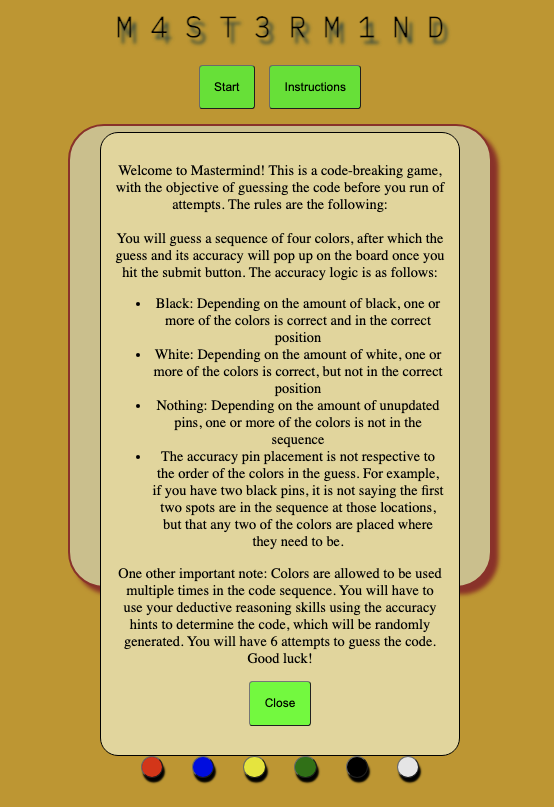 M4ST3RM1ND
Start Instructions
Welcome to Mastermind! This is a code-breaking game,
with the objective of guessing the code before you run of
attempts. The rules are the following:
You will guess a sequence of four colors, after which the
guess and its accuracy will pop up on the board once you
hit the submit button. The accuracy logic is as follows:
• Black: Depending on the amount of black, one or
more of the colors is correct and in the correct
position
• White: Depending on the amount of white, one or
more of the colors is correct, but not in the correct
position
• Nothing: Depending on the amount of unupdated
pins, one or more of the colors is not in the
sequence
• The accuracy pin placement is not respective to
the order of the colors in the guess. For example,
if you have two black pins, it is not saying the first
two spots are in the sequence at those locations,
but that any two of the colors are placed where
they need to be.
One other important note: Colors are allowed to be used
multiple times in the code sequence. You will have to
use your deductive reasoning skills using the accuracy
hints to determine the code, which will be randomly
generated. You will have 6 attempts to guess the code.
Good luck!
Close